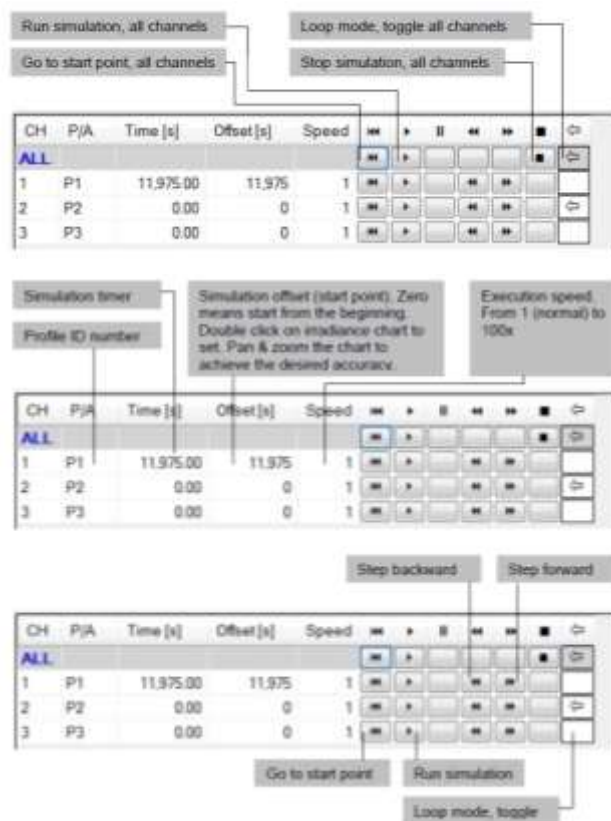 Run simulation, all channels
Loop mode, toggle all channels
Go to start point, all channels
Stop simulation, all channels
CH P/A Time [s] Offset [s] Speed
ALL
1 P1 11,975.00 11,975 1
2 P2 0.00 0 1
3 P3 0.00 0 1
Simulation timer
Simulation offset (start point). Zero
means start from the beginning.
Double click on irradiance chart to
set. Pan & zoom the chart to
achieve the desired accuracy.
Execution speed.
From 1 (normal) to
100x
Profile ID number
CH P/A Time [s] Offset [s] Speed
ALL
1 P1 11,975.00 11,975 1
2 P2 0.00 0 1
3 P3 0.00 0 1
Step backward
Step forward
CH P/A Time [s] Offset [s] Speed
ALL
1 P1 11,975.00 11,975 1
2 P2 0.00 0 1
3 P3 0.00 0 1
Go to start point
Run simulation
Loop mode, toggle